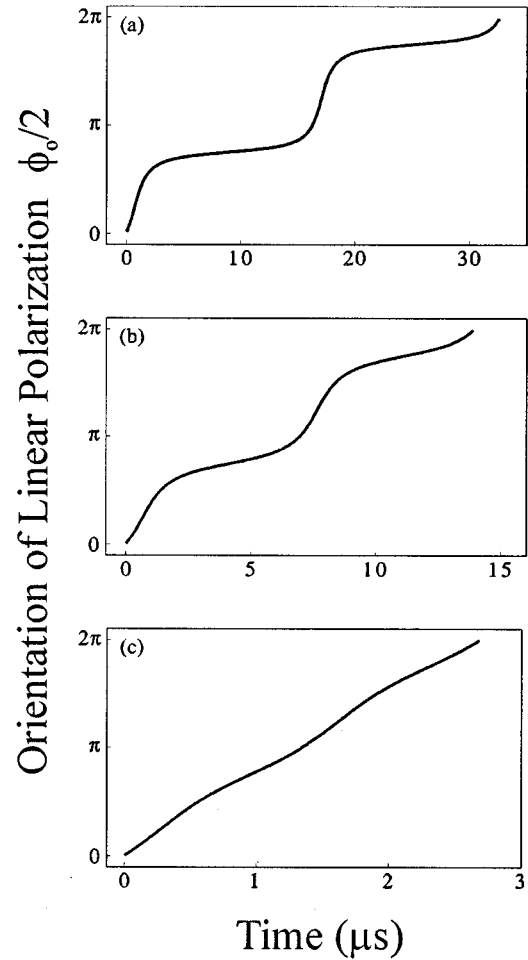 Orientation of Linear Polarization ϕₒ/2
(a)
2π
π
0
0 10 20 30
(b)
2π
π
0
0 5 10 15
(c)
2π
π
0
0 1 2 3
Time (μs)